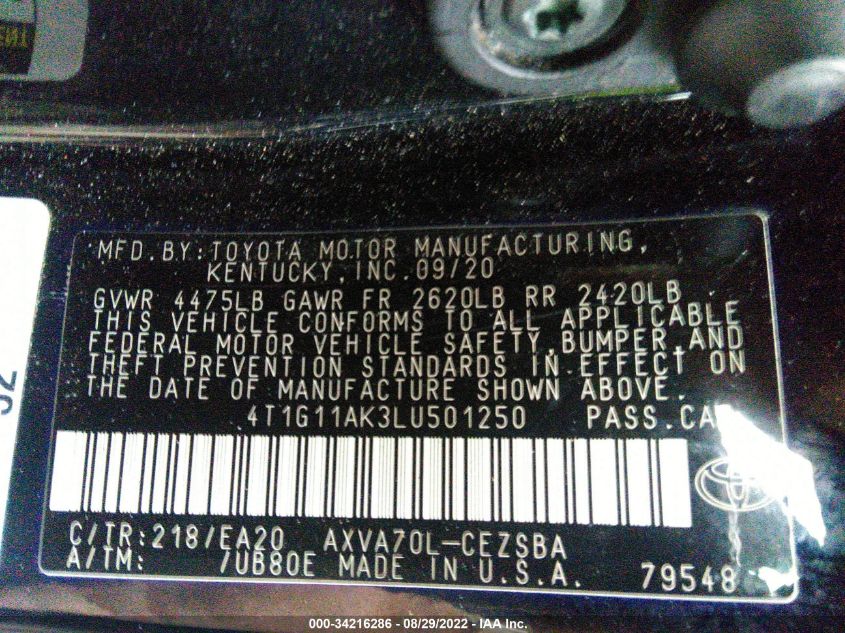 MFD. BY: TOYOTA MOTOR MANUFACTURING,
KENTUCKY, INC. 09/20
GVWR 4475LB GAWR FR 2620LB RR 2420LB
THIS VEHICLE CONFORMS TO ALL APPLICABLE
FEDERAL MOTOR VEHICLE SAFETY, BUMPER, AND
THEFT PREVENTION STANDARDS IN EFFECT ON
THE DATE OF MANUFACTURE SHOWN ABOVE.
4T1G11AK3LU501250 PASS.
C/TR: 218/EA20 AXVA70L-CEZSBA
A/TM: 7UB80E MADE IN U.S.A. 79548
000-34216286 - 08/29/2022 - IAA Inc.